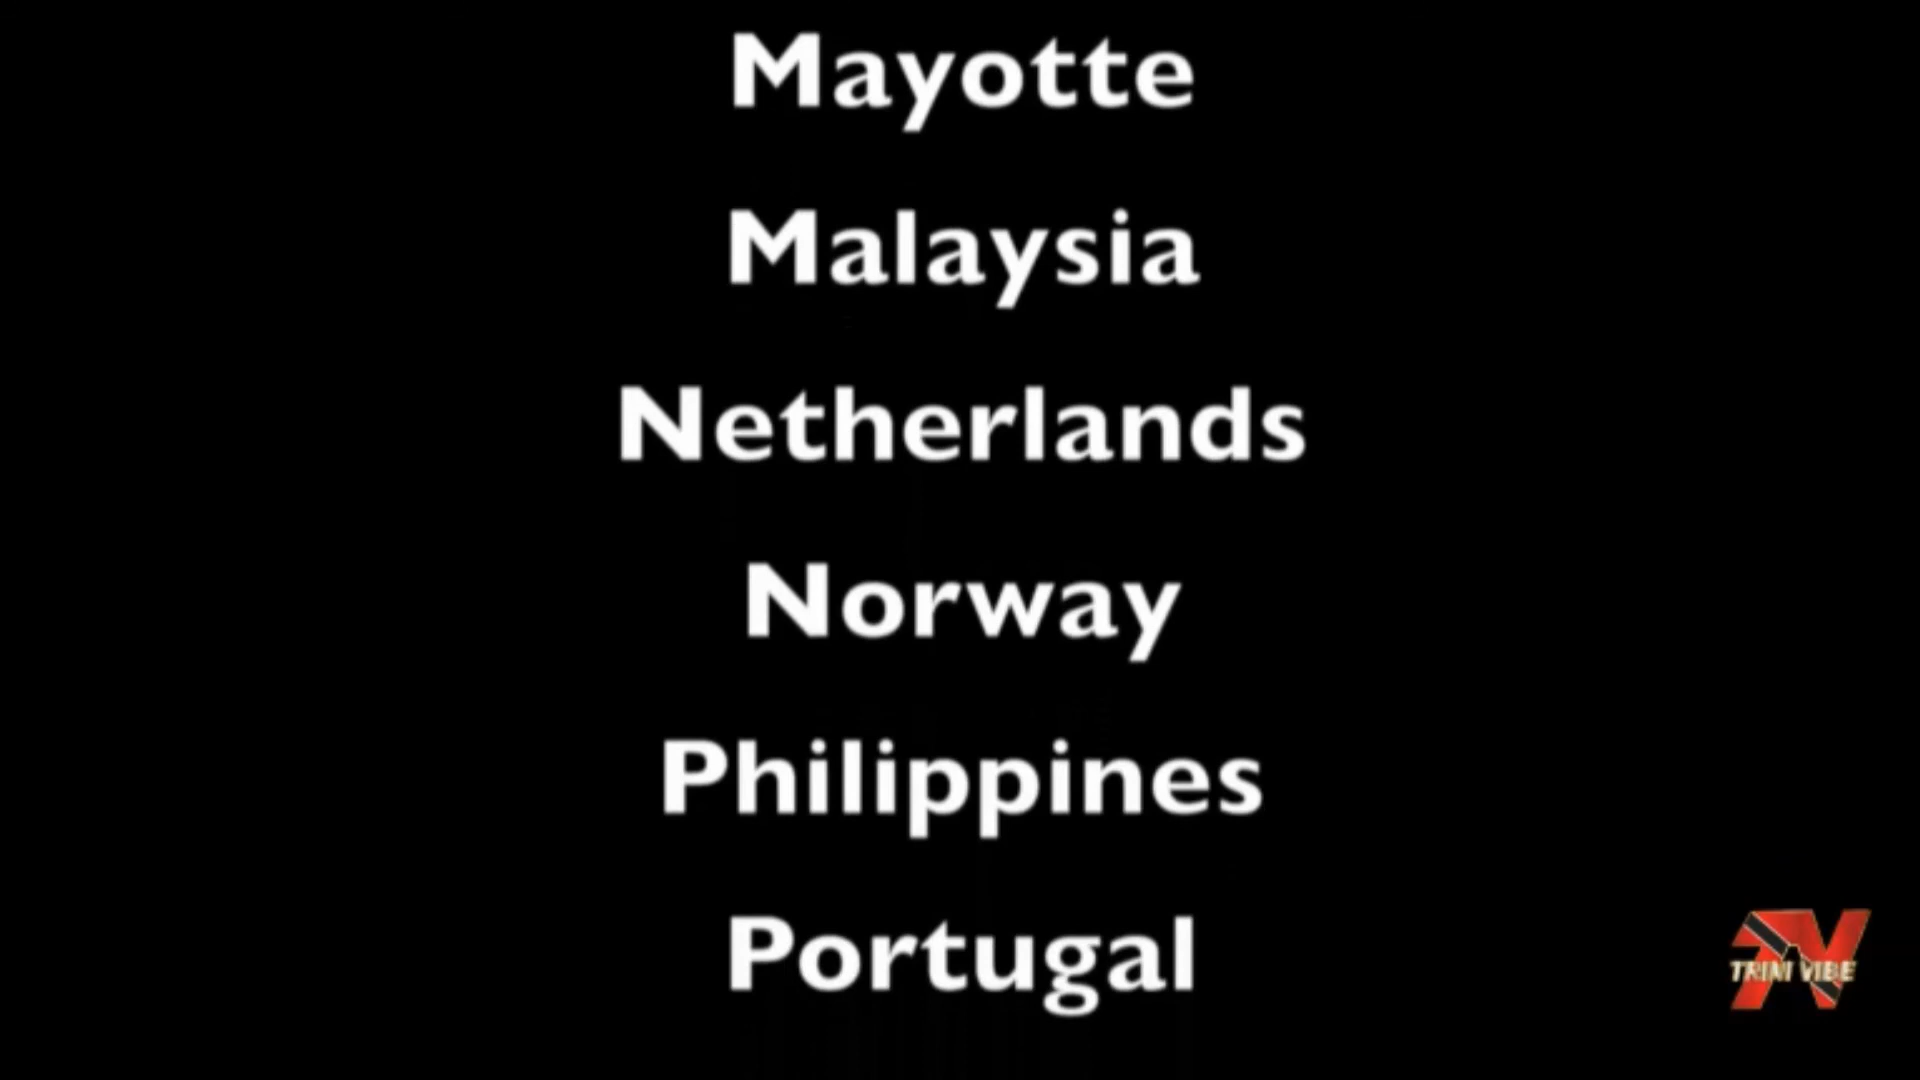 Mayotte
Malaysia
Netherlands
Norway
Philippines
Portugal
TRINI VIBE